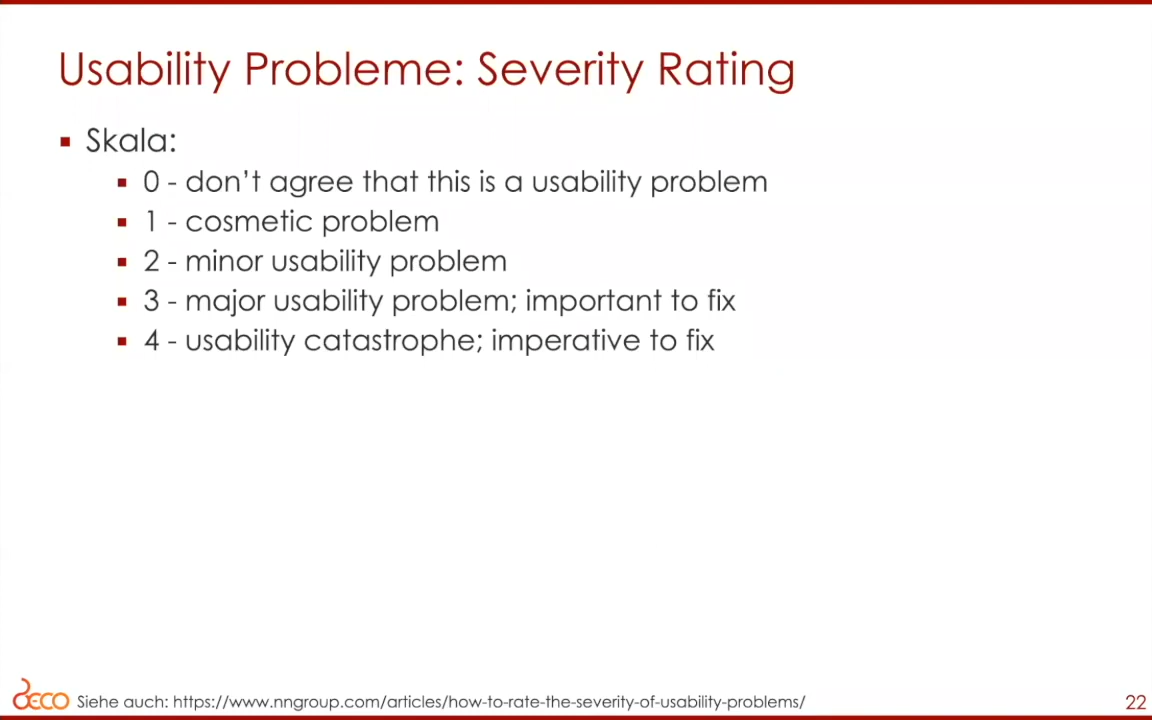 Usability Probleme: Severity Rating
Skala:
0 - don't agree that this is a usability problem
1 - cosmetic problem
2 - minor usability problem
3 - major usability problem; important to fix
4 - usability catastrophe; imperative to fix
DECO Siehe auch: https://www.nngroup.com/articles/how-to-rate-the-severity-of-usability-problems/
22